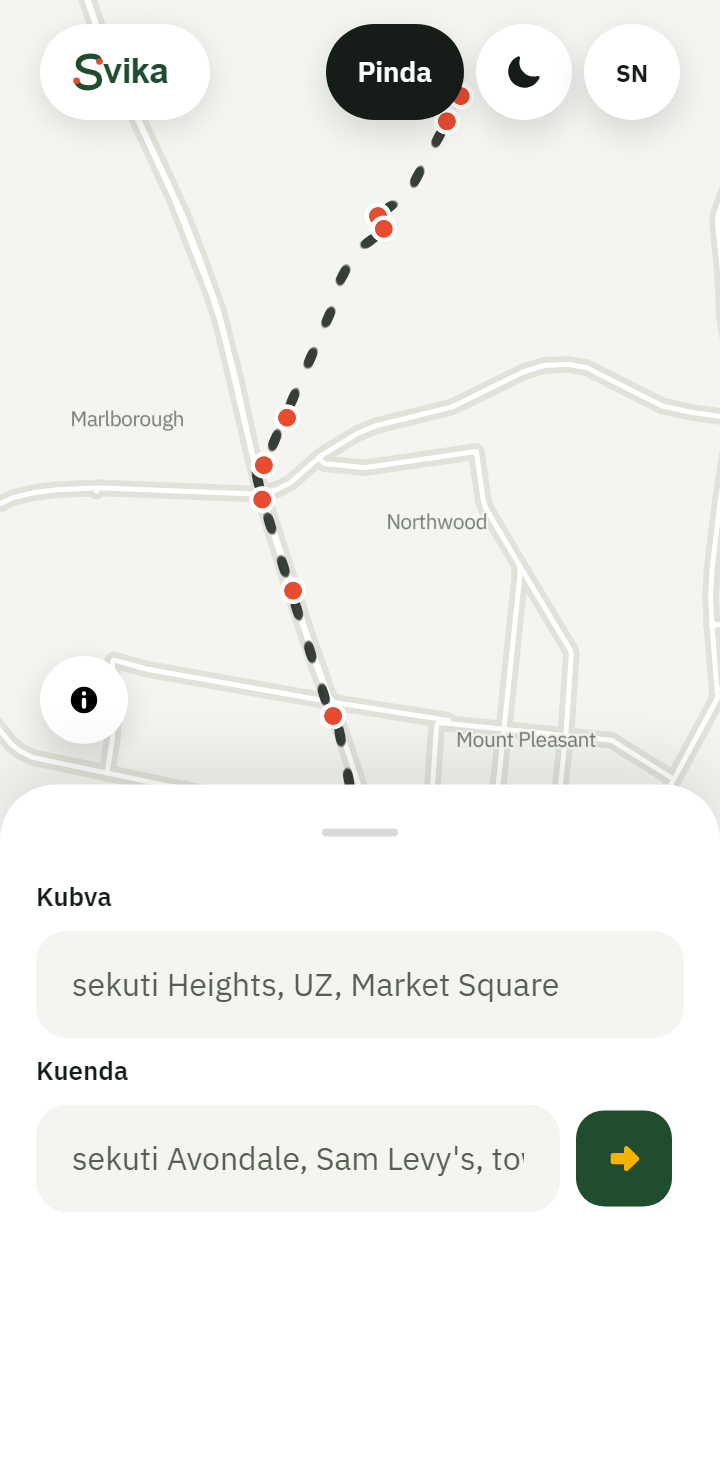 Svika
Pinda
SN
Marlborough
Northwood
Mount Pleasant
Kubva
sekuti Heights, UZ, Market Square
Kuenda
sekuti Avondale, Sam Levy's, to